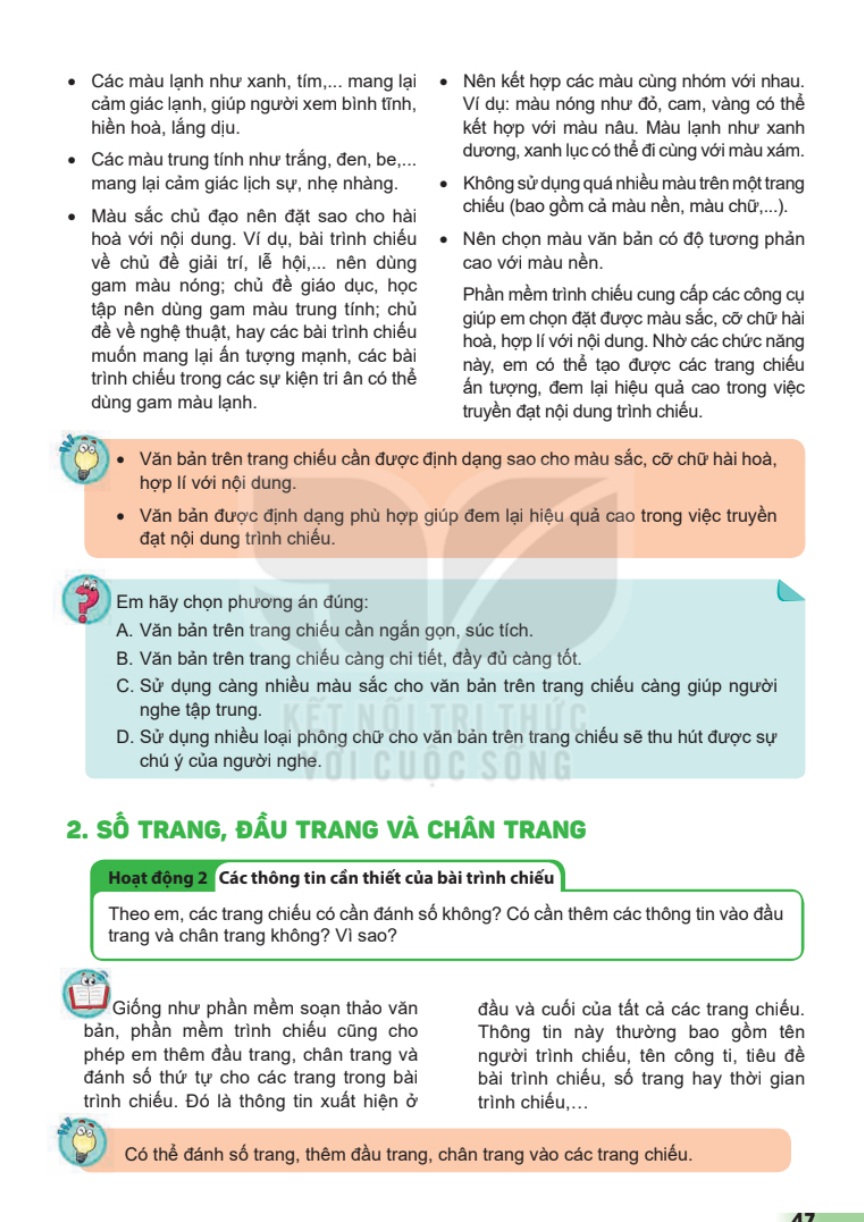 • Các màu lạnh như xanh, tím,... mang lại
cảm giác lạnh, giúp người xem bình tĩnh,
hiền hoà, lắng dịu.
• Các màu trung tính như trắng, đen, be,...
mang lại cảm giác lịch sự, nhẹ nhàng.
• Màu sắc chủ đạo nên đặt sao cho hài
hoà với nội dung. Ví dụ, bài trình chiếu
về chủ đề giải trí, lễ hội,... nên dùng
gam màu nóng; chủ đề giáo dục, học
tập nên dùng gam màu trung tính; chủ
đề về nghệ thuật, hay các bài trình chiếu
muốn mang lại ấn tượng mạnh, các bài
trình chiếu trong các sự kiện tri ân có thể
dùng gam màu lạnh.
• Nên kết hợp các màu cùng nhóm với nhau.
Ví dụ: màu nóng như đỏ, cam, vàng có thể
kết hợp với màu nâu. Màu lạnh như xanh
dương, xanh lục có thể đi cùng với màu xám.
• Không sử dụng quá nhiều màu trên một trang
chiếu (bao gồm cả màu nền, màu chữ,...).
• Nên chọn màu văn bản có độ tương phản
cao với màu nền.
Phần mềm trình chiếu cung cấp các công cụ
giúp em chọn đặt được màu sắc, cỡ chữ hài
hoà, hợp lí với nội dung. Nhờ các chức năng
này, em có thể tạo được các trang chiếu
ấn tượng, đem lại hiệu quả cao trong việc
truyền đạt nội dung trình chiếu.
• Văn bản trên trang chiếu cần được định dạng sao cho màu sắc, cỡ chữ hài hoà,
hợp lí với nội dung.
• Văn bản được định dạng phù hợp giúp đem lại hiệu quả cao trong việc truyền
đạt nội dung trình chiếu.
Em hãy chọn phương án đúng:
A. Văn bản trên trang chiếu cần ngắn gọn, súc tích.
B. Văn bản trên trang chiếu càng chi tiết, đầy đủ càng tốt.
C. Sử dụng càng nhiều màu sắc cho văn bản trên trang chiếu càng giúp người
nghe tập trung.
D. Sử dụng nhiều loại phông chữ cho văn bản trên trang chiếu sẽ thu hút được sự
chú ý của người nghe.
KẾT NỐI TRI THỨC
VỚI CUỘC SỐNG
2. SỐ TRANG, ĐẦU TRANG VÀ CHÂN TRANG
Hoạt động 2 Các thông tin cần thiết của bài trình chiếu
Theo em, các trang chiếu có cần đánh số không? Có cần thêm các thông tin vào đầu
trang và chân trang không? Vì sao?
Giống như phần mềm soạn thảo văn
bản, phần mềm trình chiếu cũng cho
phép em thêm đầu trang, chân trang và
đánh số thứ tự cho các trang trong bài
trình chiếu. Đó là thông tin xuất hiện ở
đầu và cuối của tất cả các trang chiếu.
Thông tin này thường bao gồm tên
người trình chiếu, tên công ti, tiêu đề
bài trình chiếu, số trang hay thời gian
trình chiếu,...
Có thể đánh số trang, thêm đầu trang, chân trang vào các trang chiếu.
47